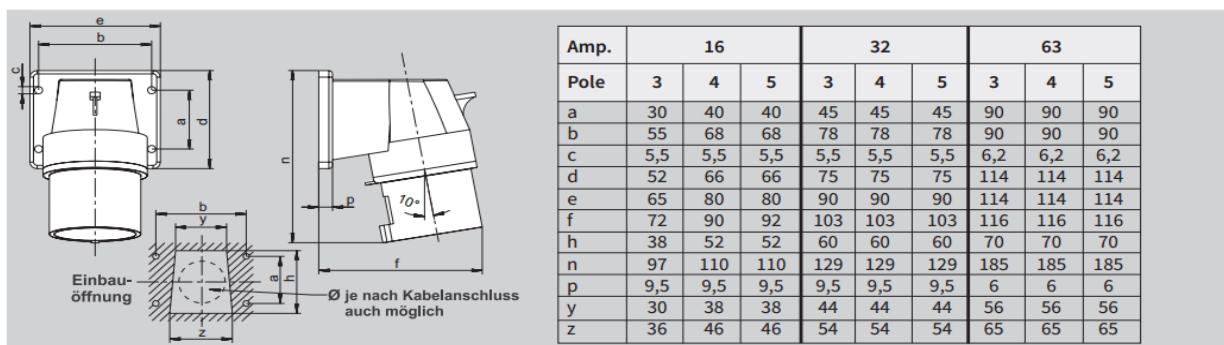 e
b
c
a
d
n
p
10°
f
b
y
a
h
z
Einbau-
öffnung
Ø je nach Kabelanschluss
auch möglich
Amp. 16 32 63
Pole 3 4 5 3 4 5 3 4 5
a 30 40 40 45 45 45 90 90 90
b 55 68 68 78 78 78 90 90 90
c 5,5 5,5 5,5 5,5 5,5 5,5 6,2 6,2 6,2
d 52 66 66 75 75 75 114 114 114
e 65 80 80 90 90 90 114 114 114
f 72 90 92 103 103 103 116 116 116
h 38 52 52 60 60 60 70 70 70
n 97 110 110 129 129 129 185 185 185
p 9,5 9,5 9,5 9,5 9,5 9,5 6 6 6
y 30 38 38 44 44 44 56 56 56
z 36 46 46 54 54 54 65 65 65